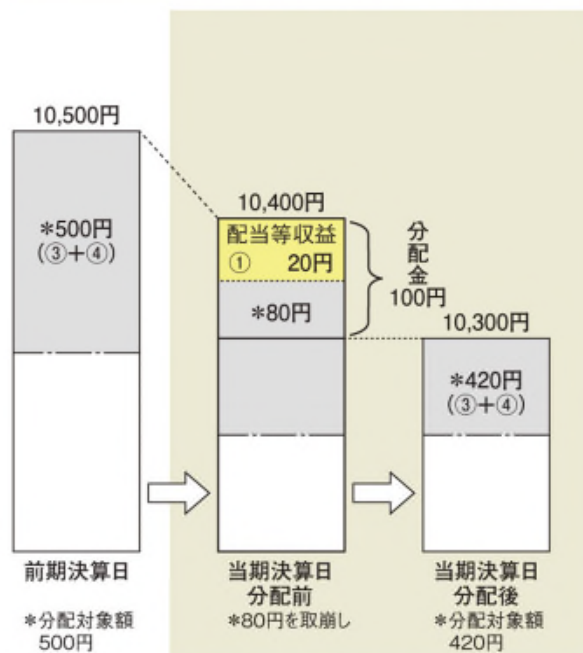 10,500円
*500円
(③+④)
10,400円
配当等収益
① 20円
*80円
分配金
100円
10,300円
*420円
(③+④)
前期決算日
*分配対象額
500円
当期決算日
分配前
*80円を取崩し
当期決算日
分配後
*分配対象額
420円